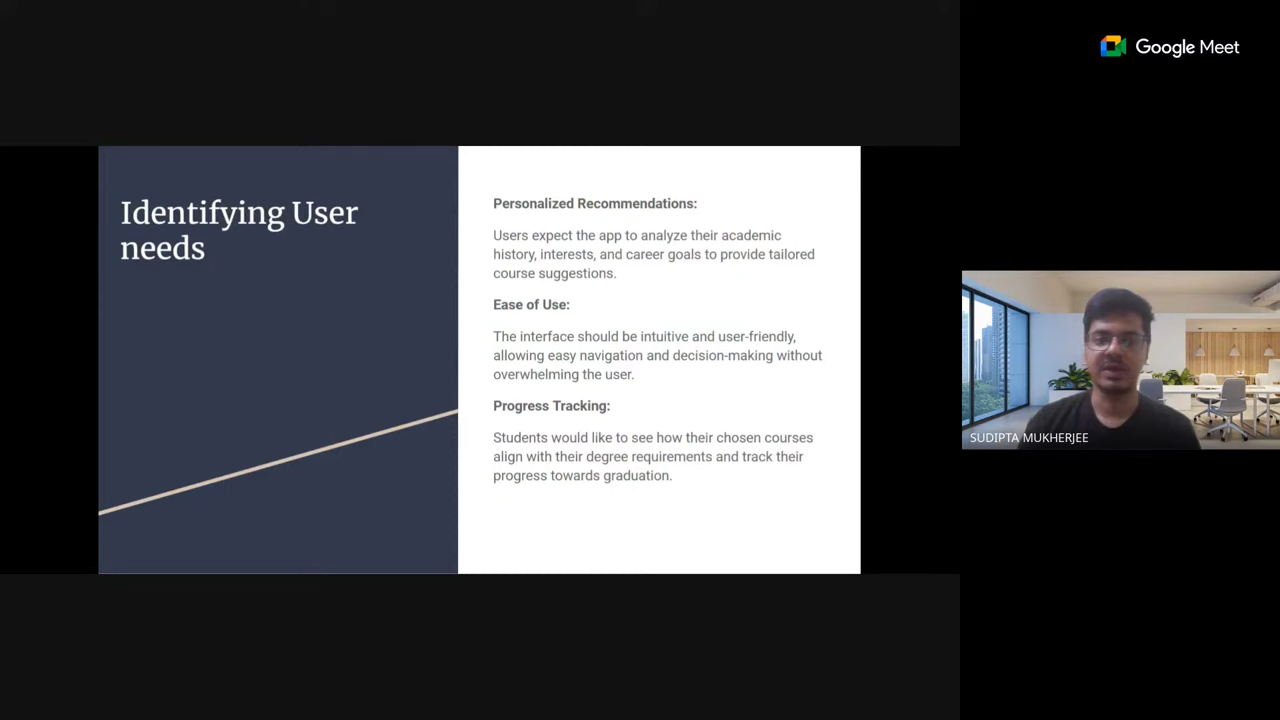 Google Meet
Identifying User
needs
Personalized Recommendations:
Users expect the app to analyze their academic
history, interests, and career goals to provide tailored
course suggestions.
Ease of Use:
The interface should be intuitive and user-friendly,
allowing easy navigation and decision-making without
overwhelming the user.
Progress Tracking:
Students would like to see how their chosen courses
align with their degree requirements and track their
progress towards graduation.
SUDIPTA MUKHERJEE